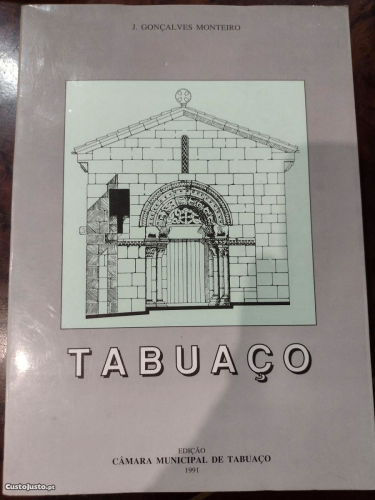 J. GONÇALVES MONTEIRO
TABUAÇO
EDIÇÃO
CÂMARA MUNICIPAL DE TABUAÇO
1991
CustoJusto.pt